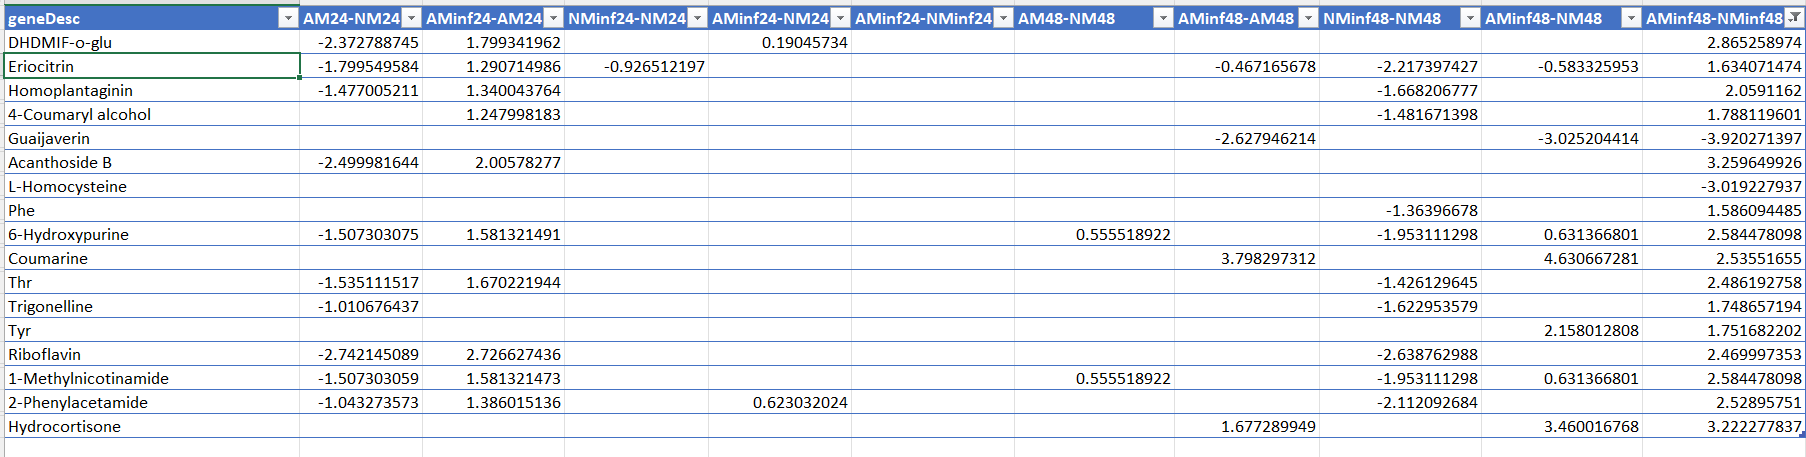 geneDesc AM24-NM24 AMinf24-AM24 NMinf24-NM24 AMinf24-NM24 AMinf24-NMinf24 AM48-NM48 AMinf48-AM48 NMinf48-NM48 AMinf48-NM48 AMinf48-NMinf48
DHDMIF-o-glu -2.372788745 1.799341962 0.19045734 2.865258974
Eriocitrin -1.799549584 1.290714986 -0.926512197 -0.467165678 -2.217397427 -0.583325953 1.634071474
Homoplantaginin -1.477005211 1.340043764 -1.668206777 2.0591162
4-Coumaryl alcohol 1.247998183 -1.481671398 1.788119601
Guaijaverin -2.627946214 -3.025204414 -3.920271397
Acanthoside B -2.499981644 2.00578277 3.259649926
L-Homocysteine -3.019227937
Phe -1.36396678 1.586094485
6-Hydroxypurine -1.507303075 1.581321491 0.555518922 -1.953111298 0.631366801 2.584478098
Coumarine 3.798297312 4.630667281 2.53551655
Thr -1.535111517 1.670221944 -1.426129645 2.486192758
Trigonelline -1.010676437 -1.622953579 1.748657194
Tyr 2.158012808 1.751682202
Riboflavin -2.742145089 2.726627436 -2.638762988 2.469997353
1-Methylnicotinamide -1.507303059 1.581321473 0.555518922 -1.953111298 0.631366801 2.584478098
2-Phenylacetamide -1.043273573 1.386015136 0.623032024 -2.112092684 2.52895751
Hydrocortisone 1.677289949 3.460016768 3.222277837